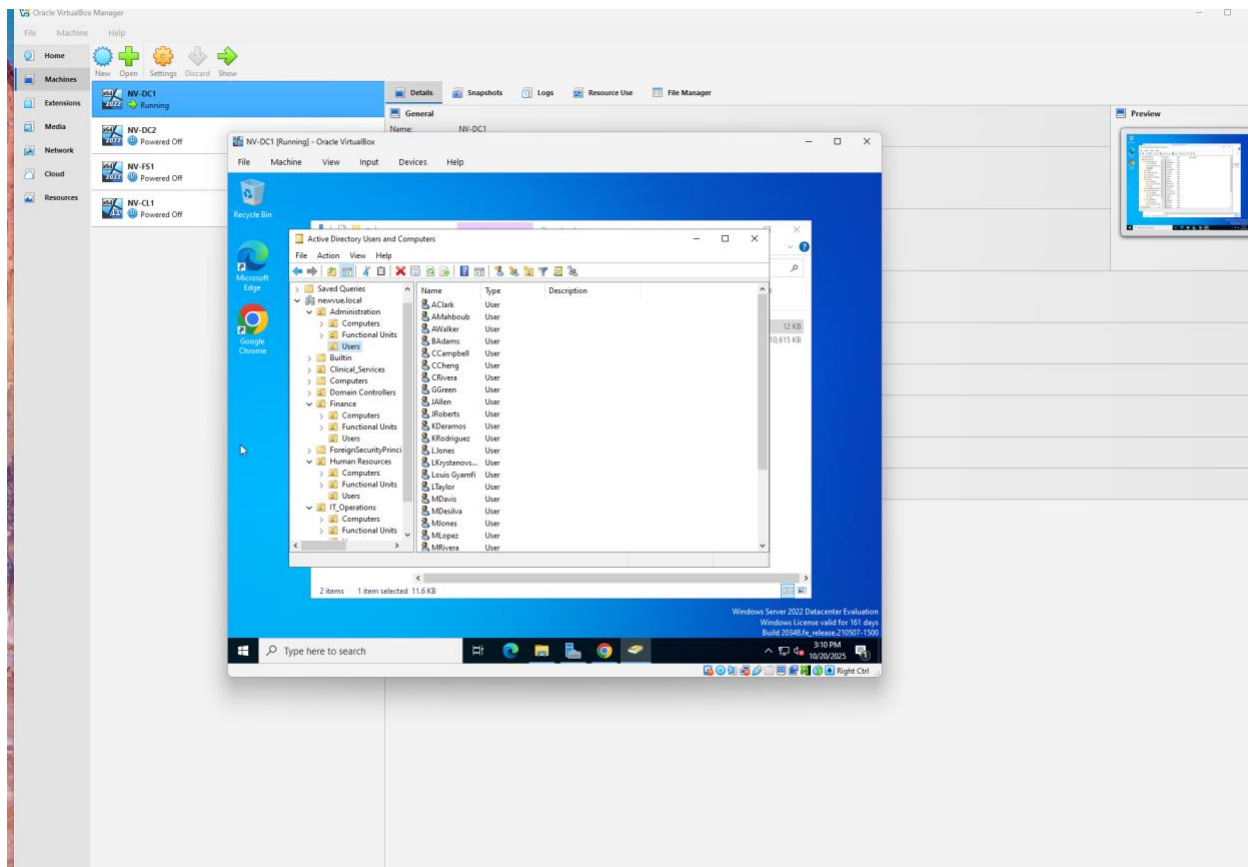 Oracle VirtualBox Manager
File Machine Help
Home
Machines
Extensions
Media
Network
Cloud
Resources
New Open Settings Discard Show
NV-DC1
Running
NV-DC2
Powered Off
NV-FS1
Powered Off
NV-CL1
Powered Off
Details Snapshots Logs Resource Use File Manager
General
Name: NV-DC1
Preview
NV-DC1 [Running] - Oracle VirtualBox
File Machine View Input Devices Help
Recycle Bin
Microsoft
Edge
Google
Chrome
Active Directory Users and Computers
File Action View Help
Saved Queries
newvue.local
Administration
Computers
Functional Units
Users
Builtin
Clinical_Services
Computers
Domain Controllers
Finance
Computers
Functional Units
Users
ForeignSecurityPrinci
Human Resources
Computers
Functional Units
Users
IT_Operations
Computers
Functional Units
Name Type Description
AClark User
AMahboub User
AWalker User
BAdams User
CCampbell User
CCheng User
CRivera User
GGreen User
JAllen User
JRoberts User
KDeramos User
KRodriguez User
LJones User
LKrystanovs... User
Louis Gyamfi User
LTaylor User
MDavis User
MDesilva User
MJones User
MLopez User
MRivera User
12 KB
10,615 KB
2 items 1 item selected 11.6 KB
Windows Server 2022 Datacenter Evaluation
Windows License valid for 161 days
Build 20348.fe_release.210507-1500
Type here to search
3:10 PM
10/20/2025
Right Ctrl